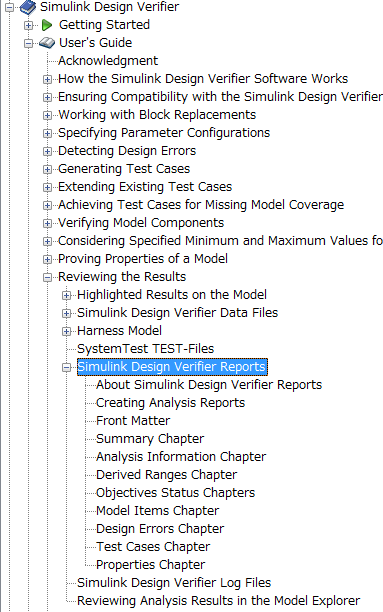 Simulink Design Verifier
Getting Started
User's Guide
Acknowledgment
How the Simulink Design Verifier Software Works
Ensuring Compatibility with the Simulink Design Verifier
Working with Block Replacements
Specifying Parameter Configurations
Detecting Design Errors
Generating Test Cases
Extending Existing Test Cases
Achieving Test Cases for Missing Model Coverage
Verifying Model Components
Considering Specified Minimum and Maximum Values fo
Proving Properties of a Model
Reviewing the Results
Highlighted Results on the Model
Simulink Design Verifier Data Files
Harness Model
SystemTest TEST-Files
Simulink Design Verifier Reports
About Simulink Design Verifier Reports
Creating Analysis Reports
Front Matter
Summary Chapter
Analysis Information Chapter
Derived Ranges Chapter
Objectives Status Chapters
Model Items Chapter
Design Errors Chapter
Test Cases Chapter
Properties Chapter
Simulink Design Verifier Log Files
Reviewing Analysis Results in the Model Explorer